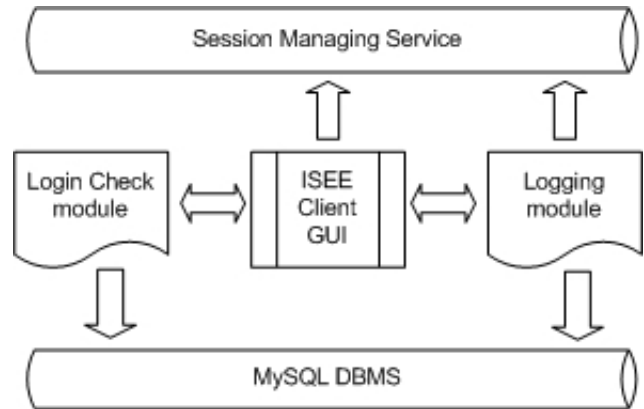 Session Managing Service
Login Check
module
ISEE
Client
GUI
Logging
module
MySQL DBMS